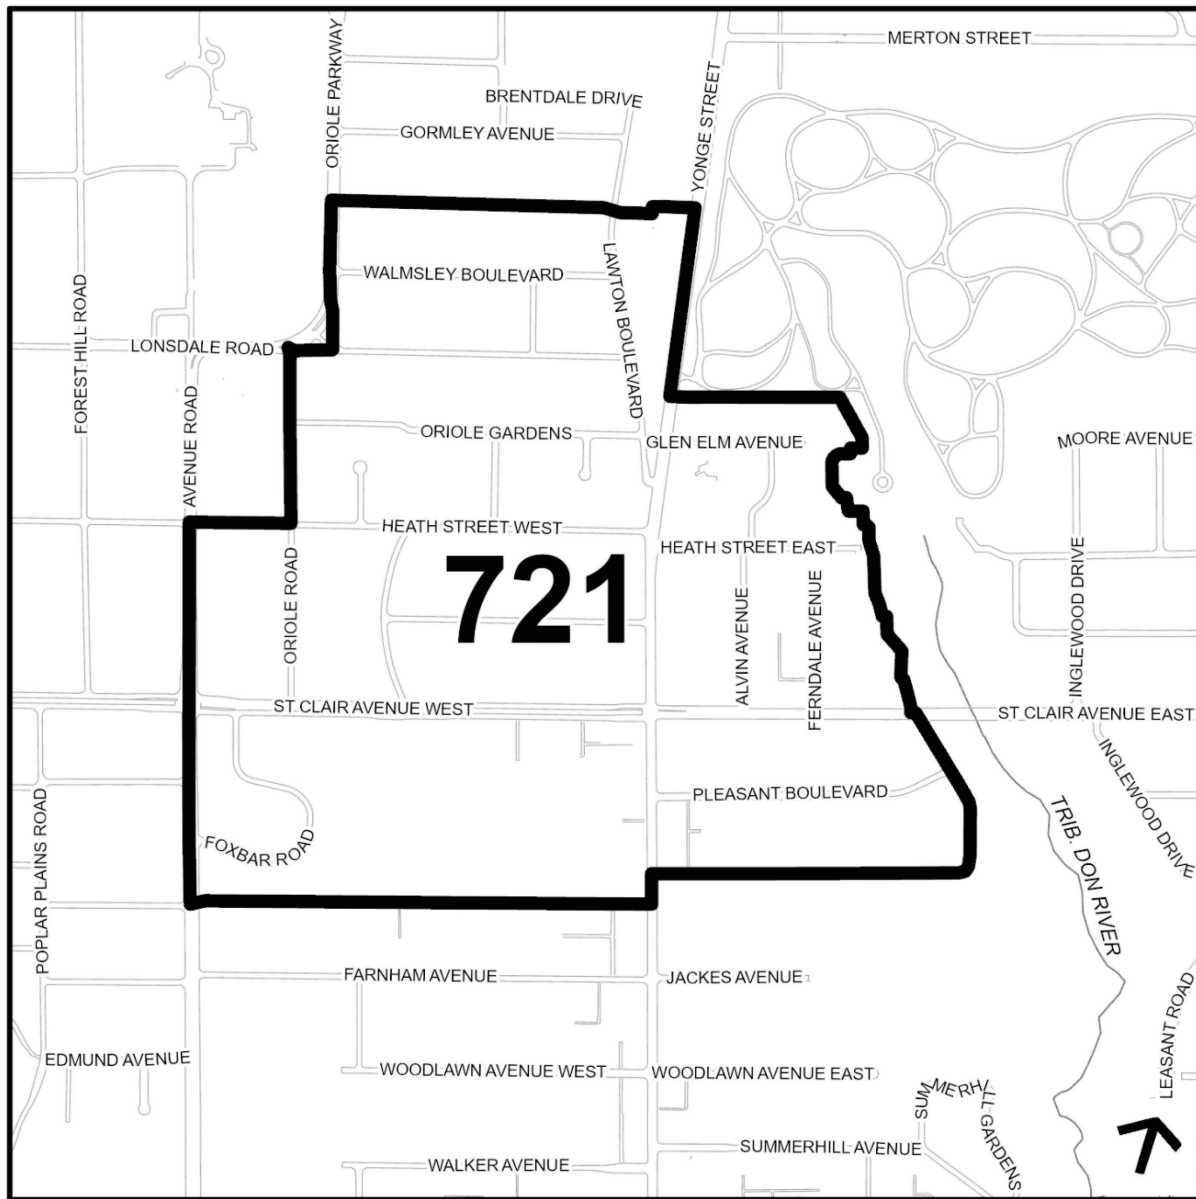 MERTON STREET
BRENTDALE DRIVE
ORIOLE PARKWAY
GORMLEY AVENUE
YONGE STREET
LAWTON BOULEVARD
WALMSLEY BOULEVARD
FOREST HILL ROAD
LONSDALE ROAD
AVENUE ROAD
ORIOLE GARDENS
GLEN ELM AVENUE
MOORE AVENUE
HEATH STREET WEST
HEATH STREET EAST
721
ORIOLE ROAD
ALVIN AVENUE
FERNDALE AVENUE
INGLEWOOD DRIVE
ST CLAIR AVENUE WEST
ST CLAIR AVENUE EAST
INGLEWOOD DRIVE
PLEASANT BOULEVARD
FOXBAR ROAD
POPLAR PLAINS ROAD
TRIB. DON RIVER
FARNHAM AVENUE
JACKES AVENUE
LEASANT ROAD
EDMUND AVENUE
WOODLAWN AVENUE WEST
WOODLAWN AVENUE EAST
SUMMERHILL GARDENS
SUMMERHILL AVENUE
WALKER AVENUE